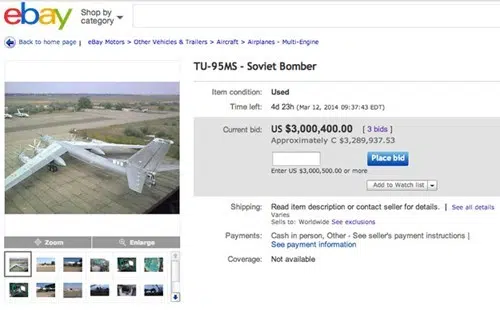 ebay
Shop by
category
Back to home page | eBay Motors > Other Vehicles & Trailers > Aircraft > Airplanes - Multi-Engine
TU-95MS - Soviet Bomber
Item condition: Used
Time left: 4d 23h (Mar 12, 2014 09:37:43 EDT)
Current bid: US $3,000,400.00 [ 3 bids ]
Approximately C $3,289,937.53
Place bid
Enter US $3,000,500.00 or more
Add to Watch list
Shipping: Read item description or contact seller for details. | See all details
Varies
Sells to: Worldwide See exclusions
Payments: Cash in person, Other - See seller's payment instructions |
See payment information
Coverage: Not available
Zoom Enlarge